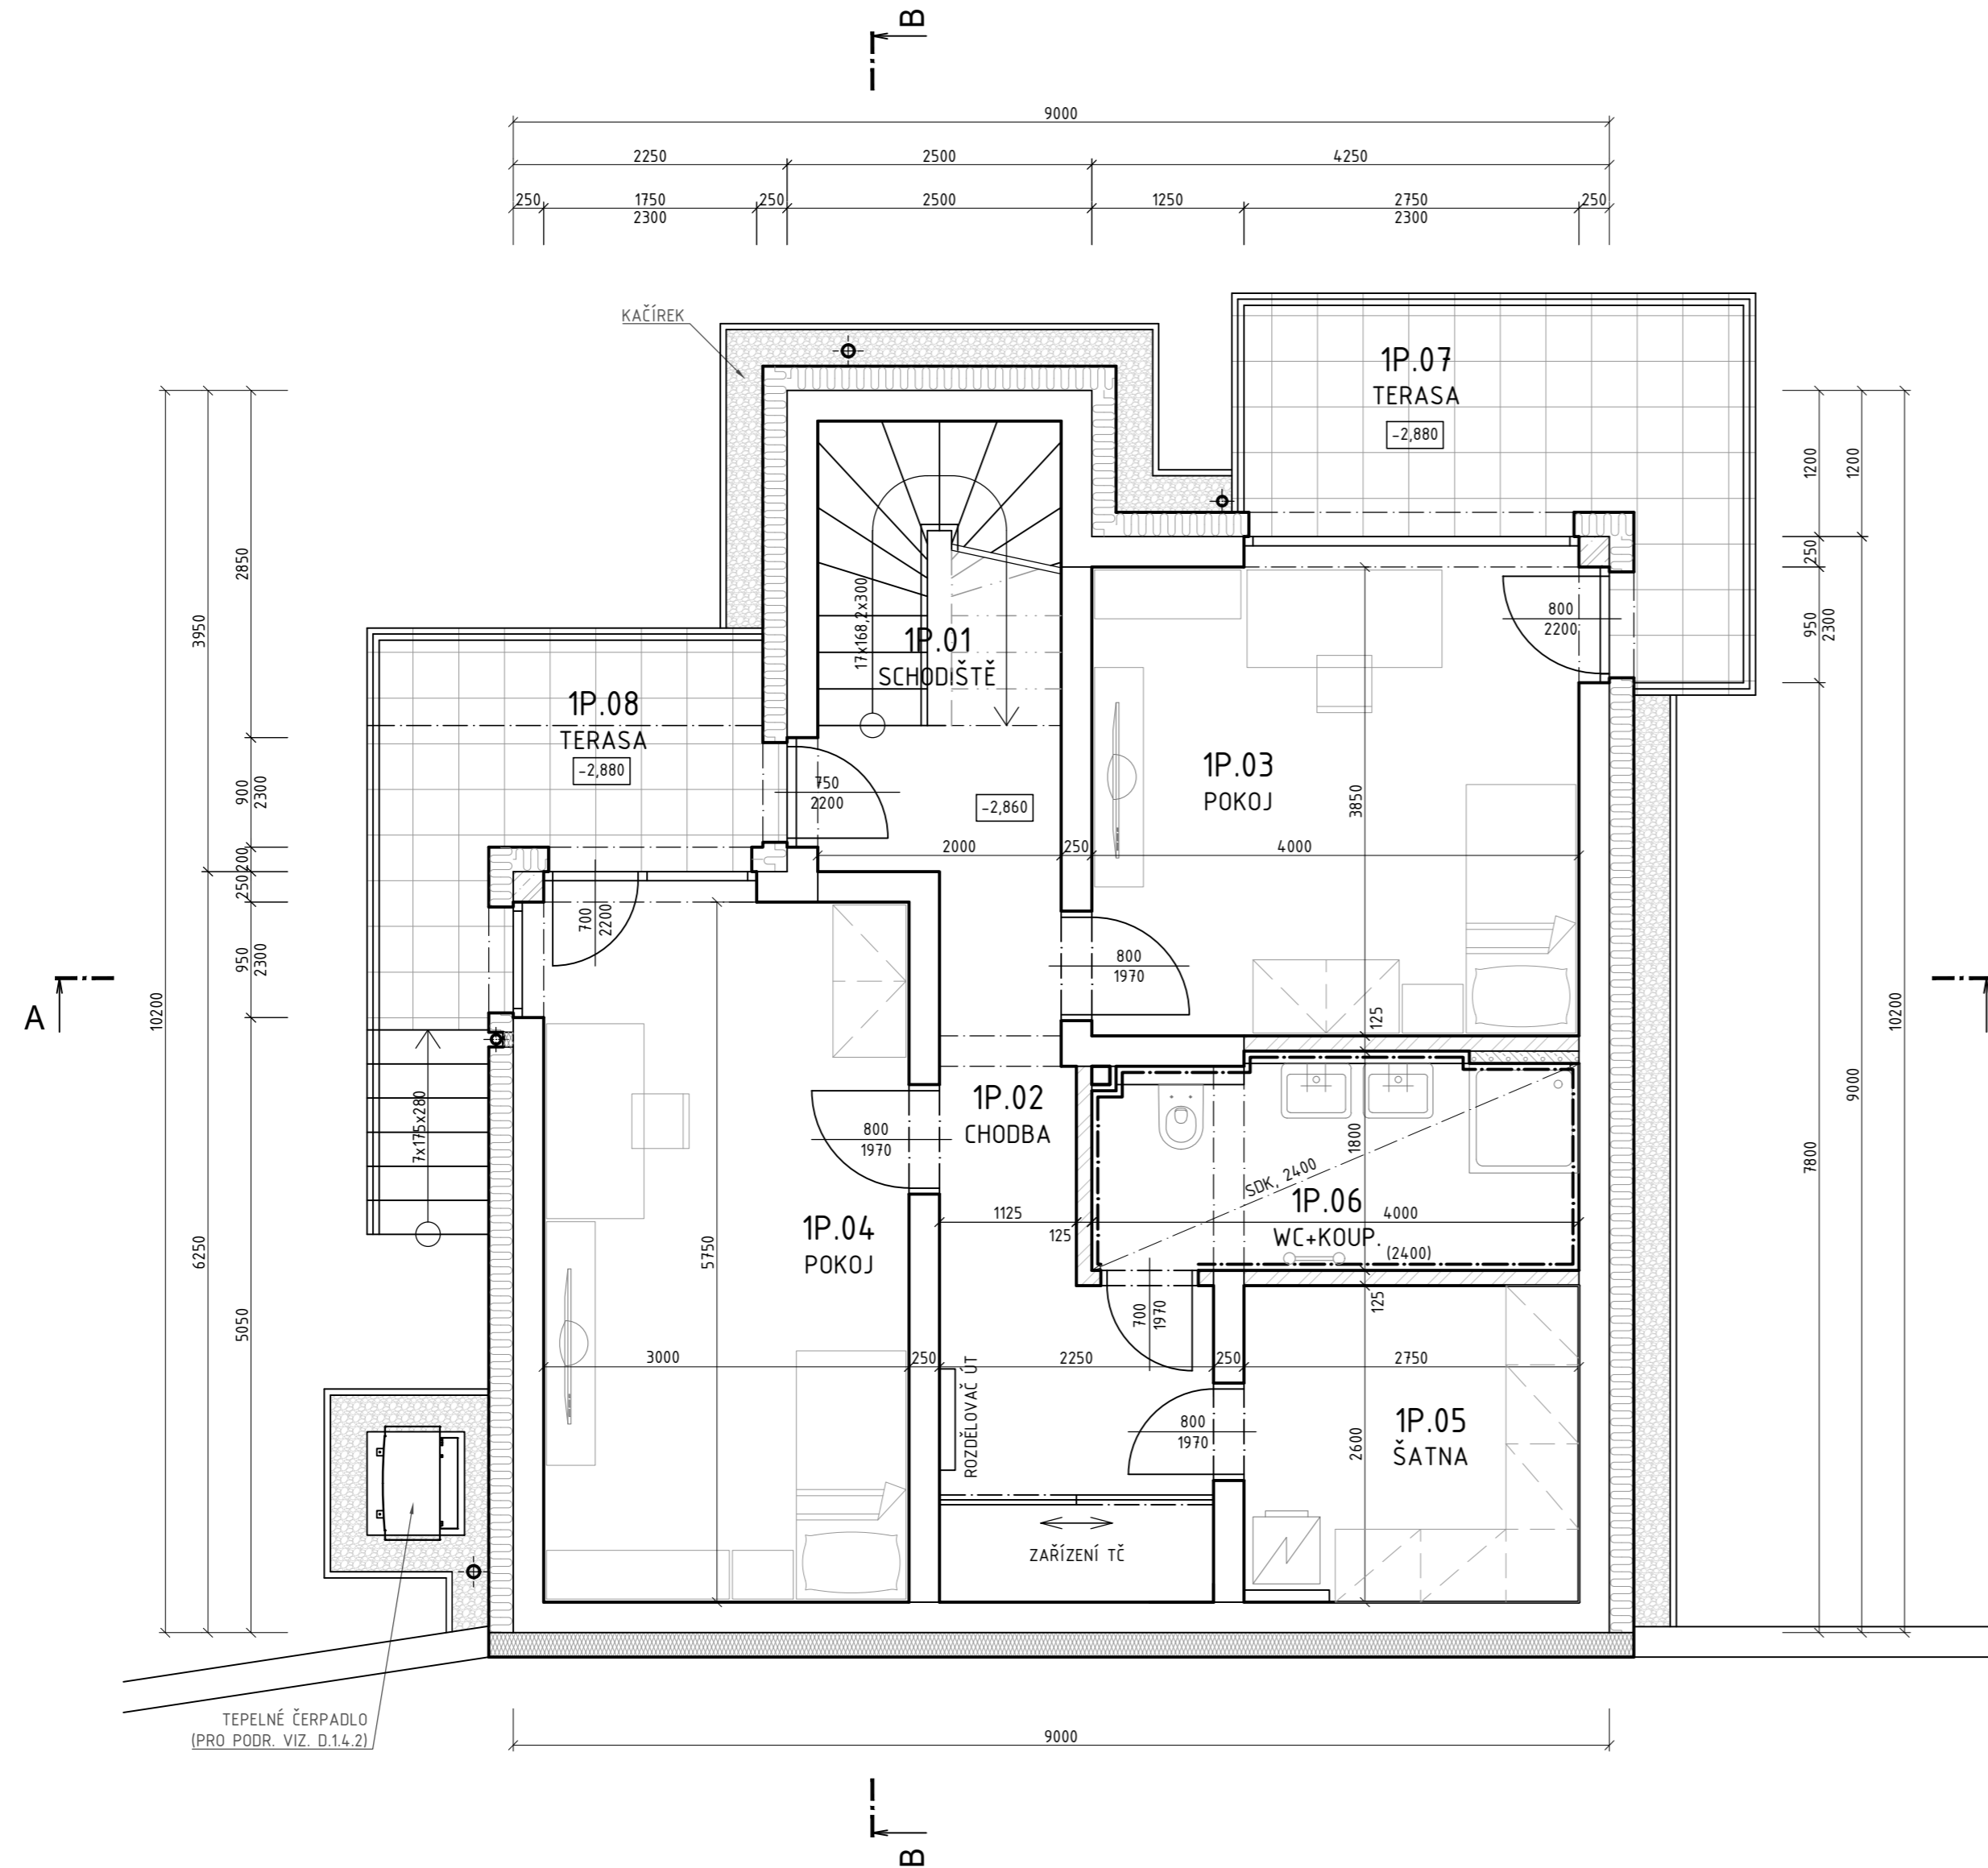 B
9000
2250 2500 4250
250 1750 250 2500 1250 2750 250
2300 2300
KAČÍREK
1P.07
TERASA
-2,880
1P.01
SCHODIŠTĚ
17x168,2x300
800
2200
1P.08
TERASA
-2,880
750
2200
-2,860
1P.03
POKOJ
3850
2000 250 4000
700
2200
800
1970
125
A
1P.02
CHODBA
800
1970
7x175x280
1800
SDK, 2400
1P.06
WC+KOUP.
(2400)
1125
125
4000
1P.04
POKOJ
5750
700
1970
125
3000 250 2250 250 2750
ROZDĚLOVAČ ÚT
800
1970
2600
1P.05
ŠATNA
ZAŘÍZENÍ TČ
10200
3950
6250
2850
900
2300
200
250
950
2300
5050
1200
250
950
2300
7800
1200
9000
10200
TEPELNÉ ČERPADLO
(PRO PODR. VIZ. D.1.4.2)
9000
B